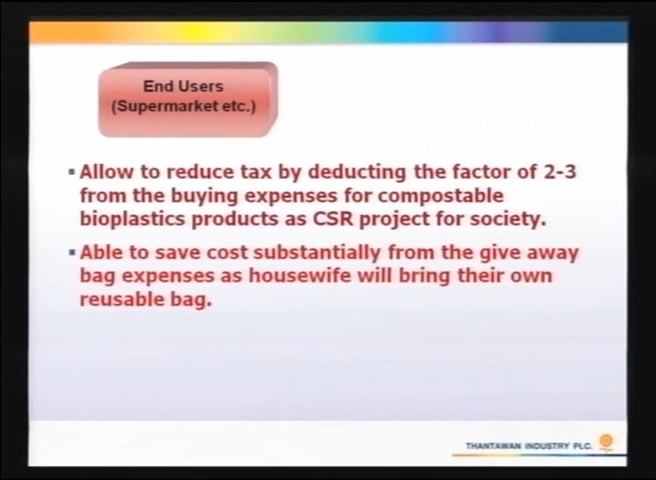 End Users
(Supermarket etc.)
Allow to reduce tax by deducting the factor of 2-3
from the buying expenses for compostable
bioplastics products as CSR project for society.
Able to save cost substantially from the give away
bag expenses as housewife will bring their own
reusable bag.
THANTAWAN INDUSTRY PLC.